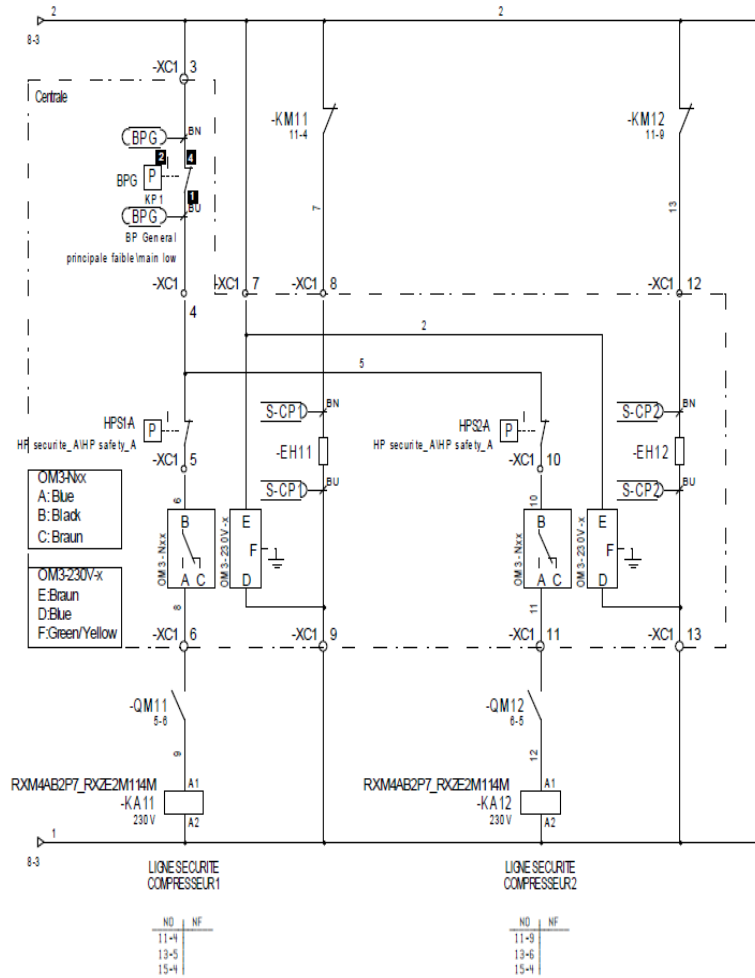 2
2
8-3
-XC1 3
Centrale
BPG
BN
-KM11
11-4
-KM12
11-9
2
4
BPG
P
KP1
1
BPG
BU
BP General
principale faible\main low
7
13
-XC1
4
-XC1 7
-XC1 8
-XC1 12
2
5
HPS1-A
P
HP securite_A\HP safety_A
-XC1 5
S-CP1
BN
-EH11
S-CP1
BU
HPS2-A
P
HP securite_A\HP safety_A
-XC1 10
S-CP2
BN
-EH12
S-CP2
BU
OM3-Nxx
A: Blue
B: Black
C: Braun
6
B
A C
OM3-Nxx
E
F
D
OM3-230V-x
10
B
A C
OM3-Nxx
E
F
D
OM3-230V-x
OM3-230V-x
E:Braun
D:Blue
F:Green/Yellow
8
11
-XC1 6
-XC1 9
-XC1 11
-XC1 13
-QM11
5-6
-QM12
6-5
9
12
RXM4AB2P7_RXZE2M114M
-KA11
230V
A1
A2
RXM4AB2P7_RXZE2M114M
-KA12
230V
A1
A2
1
8-3
LIGNE SECURITE
COMPRESSEUR1
LIGNE SECURITE
COMPRESSEUR2
NO NF
11-4
13-5
15-4
NO NF
11-9
13-6
15-4